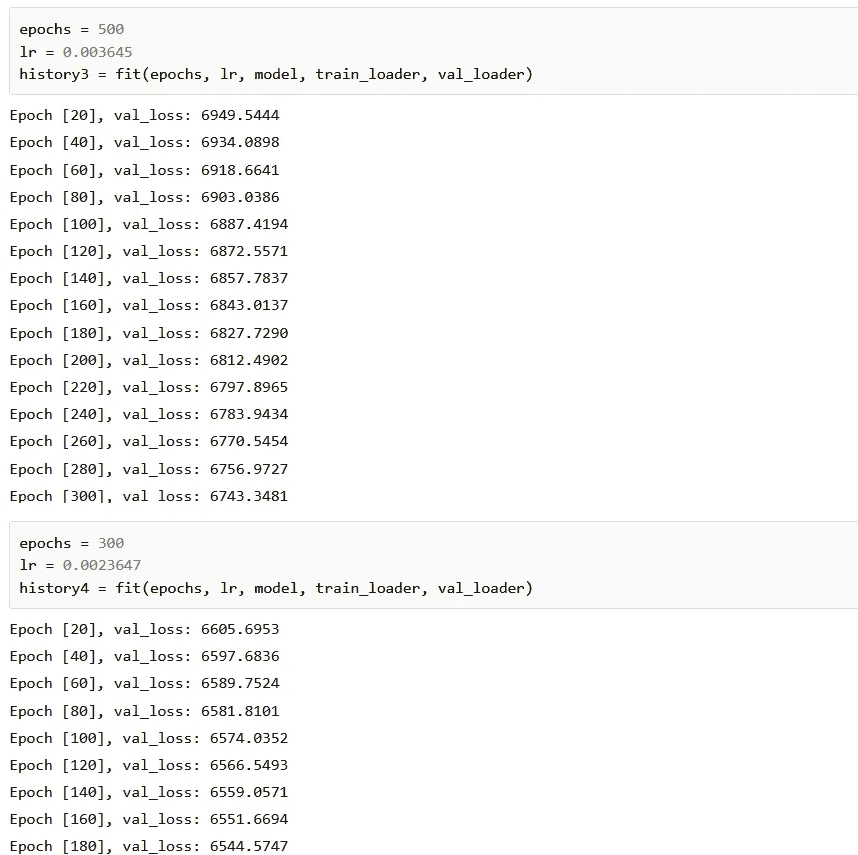 epochs = 500
lr = 0.003645
history3 = fit(epochs, lr, model, train_loader, val_loader)
Epoch [20], val_loss: 6949.5444
Epoch [40], val_loss: 6934.0898
Epoch [60], val_loss: 6918.6641
Epoch [80], val_loss: 6903.0386
Epoch [100], val_loss: 6887.4194
Epoch [120], val_loss: 6872.5571
Epoch [140], val_loss: 6857.7837
Epoch [160], val_loss: 6843.0137
Epoch [180], val_loss: 6827.7290
Epoch [200], val_loss: 6812.4902
Epoch [220], val_loss: 6797.8965
Epoch [240], val_loss: 6783.9434
Epoch [260], val_loss: 6770.5454
Epoch [280], val_loss: 6756.9727
Epoch [300], val_loss: 6743.3481
epochs = 300
lr = 0.0023647
history4 = fit(epochs, lr, model, train_loader, val_loader)
Epoch [20], val_loss: 6605.6953
Epoch [40], val_loss: 6597.6836
Epoch [60], val_loss: 6589.7524
Epoch [80], val_loss: 6581.8101
Epoch [100], val_loss: 6574.0352
Epoch [120], val_loss: 6566.5493
Epoch [140], val_loss: 6559.0571
Epoch [160], val_loss: 6551.6694
Epoch [180], val_loss: 6544.5747